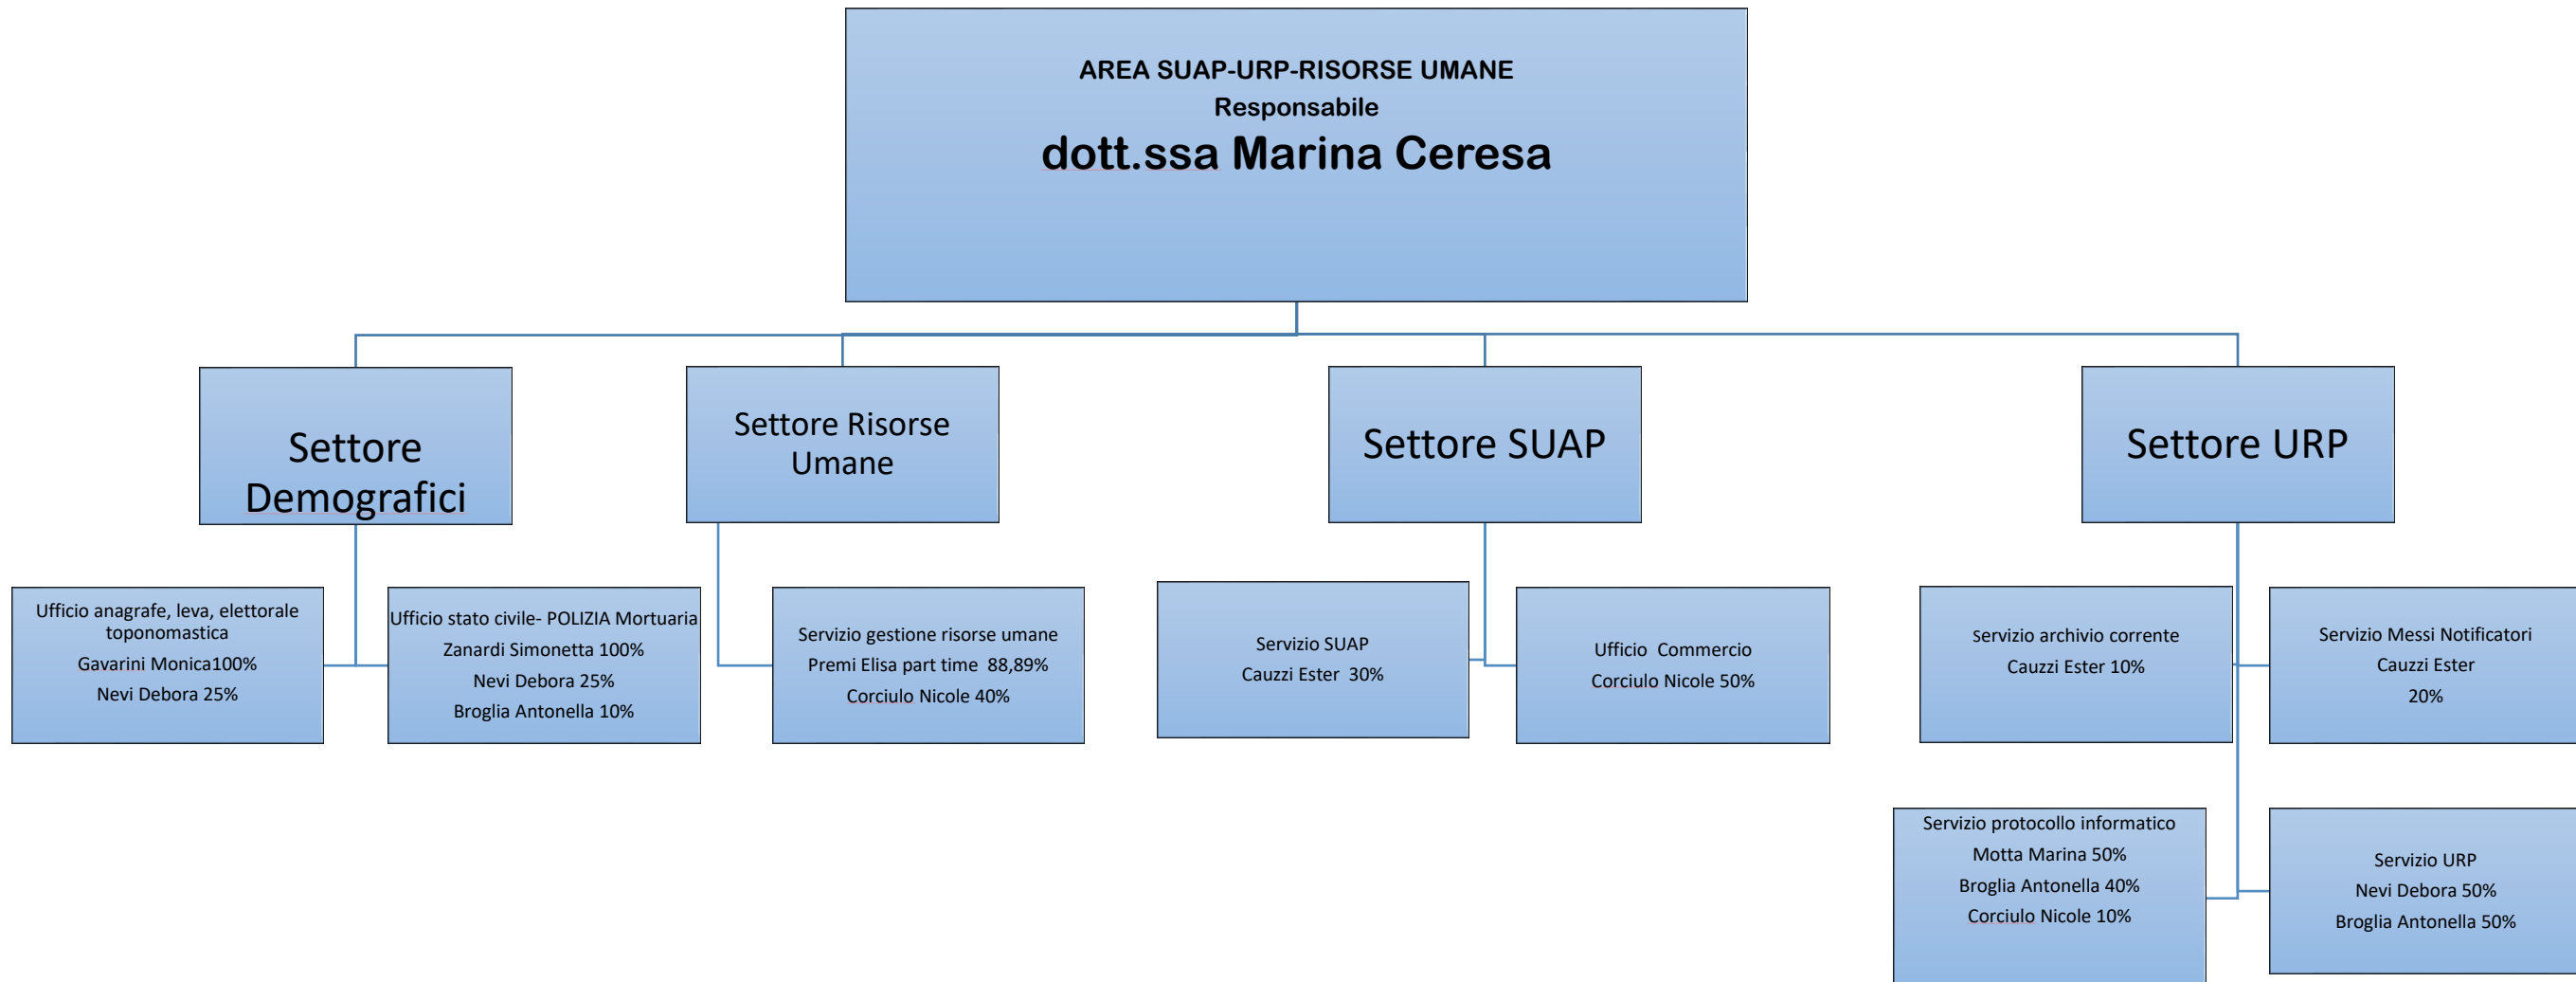 AREA SUAP-URP-RISORSE UMANE
Responsabile
dott.ssa Marina Ceresa
Settore
Demografici
Settore Risorse
Umane
Settore SUAP
Settore URP
Ufficio anagrafe, leva, elettorale
toponomastica
Gavarini Monica100%
Nevi Debora 25%
Ufficio stato civile- POLIZIA Mortuaria
Zanardi Simonetta 100%
Nevi Debora 25%
Broglia Antonella 10%
Servizio gestione risorse umane
Premi Elisa part time 88,89%
Corciulo Nicole 40%
Servizio SUAP
Cauzzi Ester 30%
Ufficio Commercio
Corciulo Nicole 50%
Servizio archivio corrente
Cauzzi Ester 10%
Servizio Messi Notificatori
Cauzzi Ester
20%
Servizio protocollo informatico
Motta Marina 50%
Broglia Antonella 40%
Corciulo Nicole 10%
Servizio URP
Nevi Debora 50%
Broglia Antonella 50%